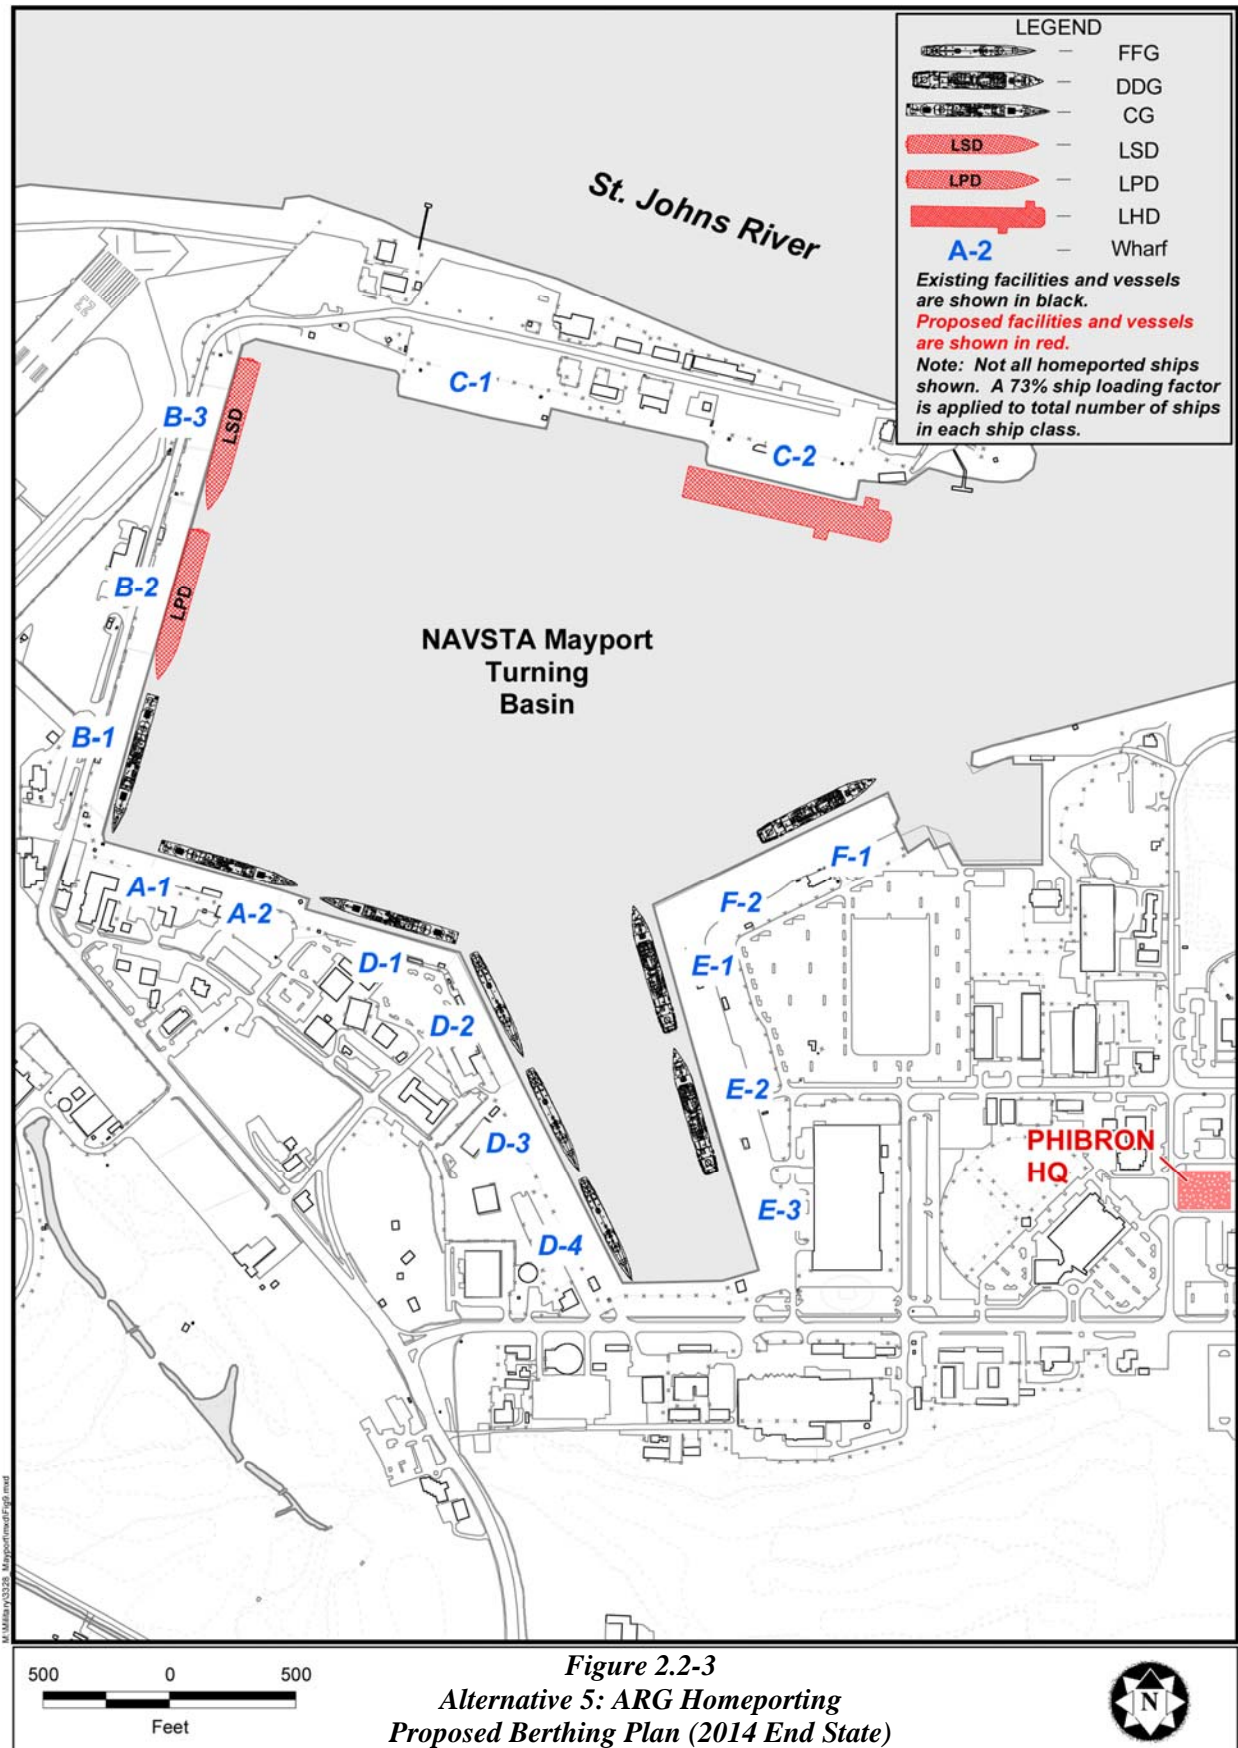 LEGEND
FFG
DDG
CG
LSD LSD
LPD LPD
LHD
A-2 Wharf
Existing facilities and vessels
are shown in black.
Proposed facilities and vessels
are shown in red.
Note: Not all homeported ships
shown. A 73% ship loading factor
is applied to total number of ships
in each ship class.
St. Johns River
C-1
B-3
LSD
C-2
B-2
LPD
NAVSTA Mayport
Turning
Basin
B-1
F-1
A-1
F-2
A-2
D-1
E-1
D-2
E-2
D-3
PHIBRON
HQ
E-3
D-4
500 0 500
Feet
Figure 2.2-3
Alternative 5: ARG Homeporting
Proposed Berthing Plan (2014 End State)
N